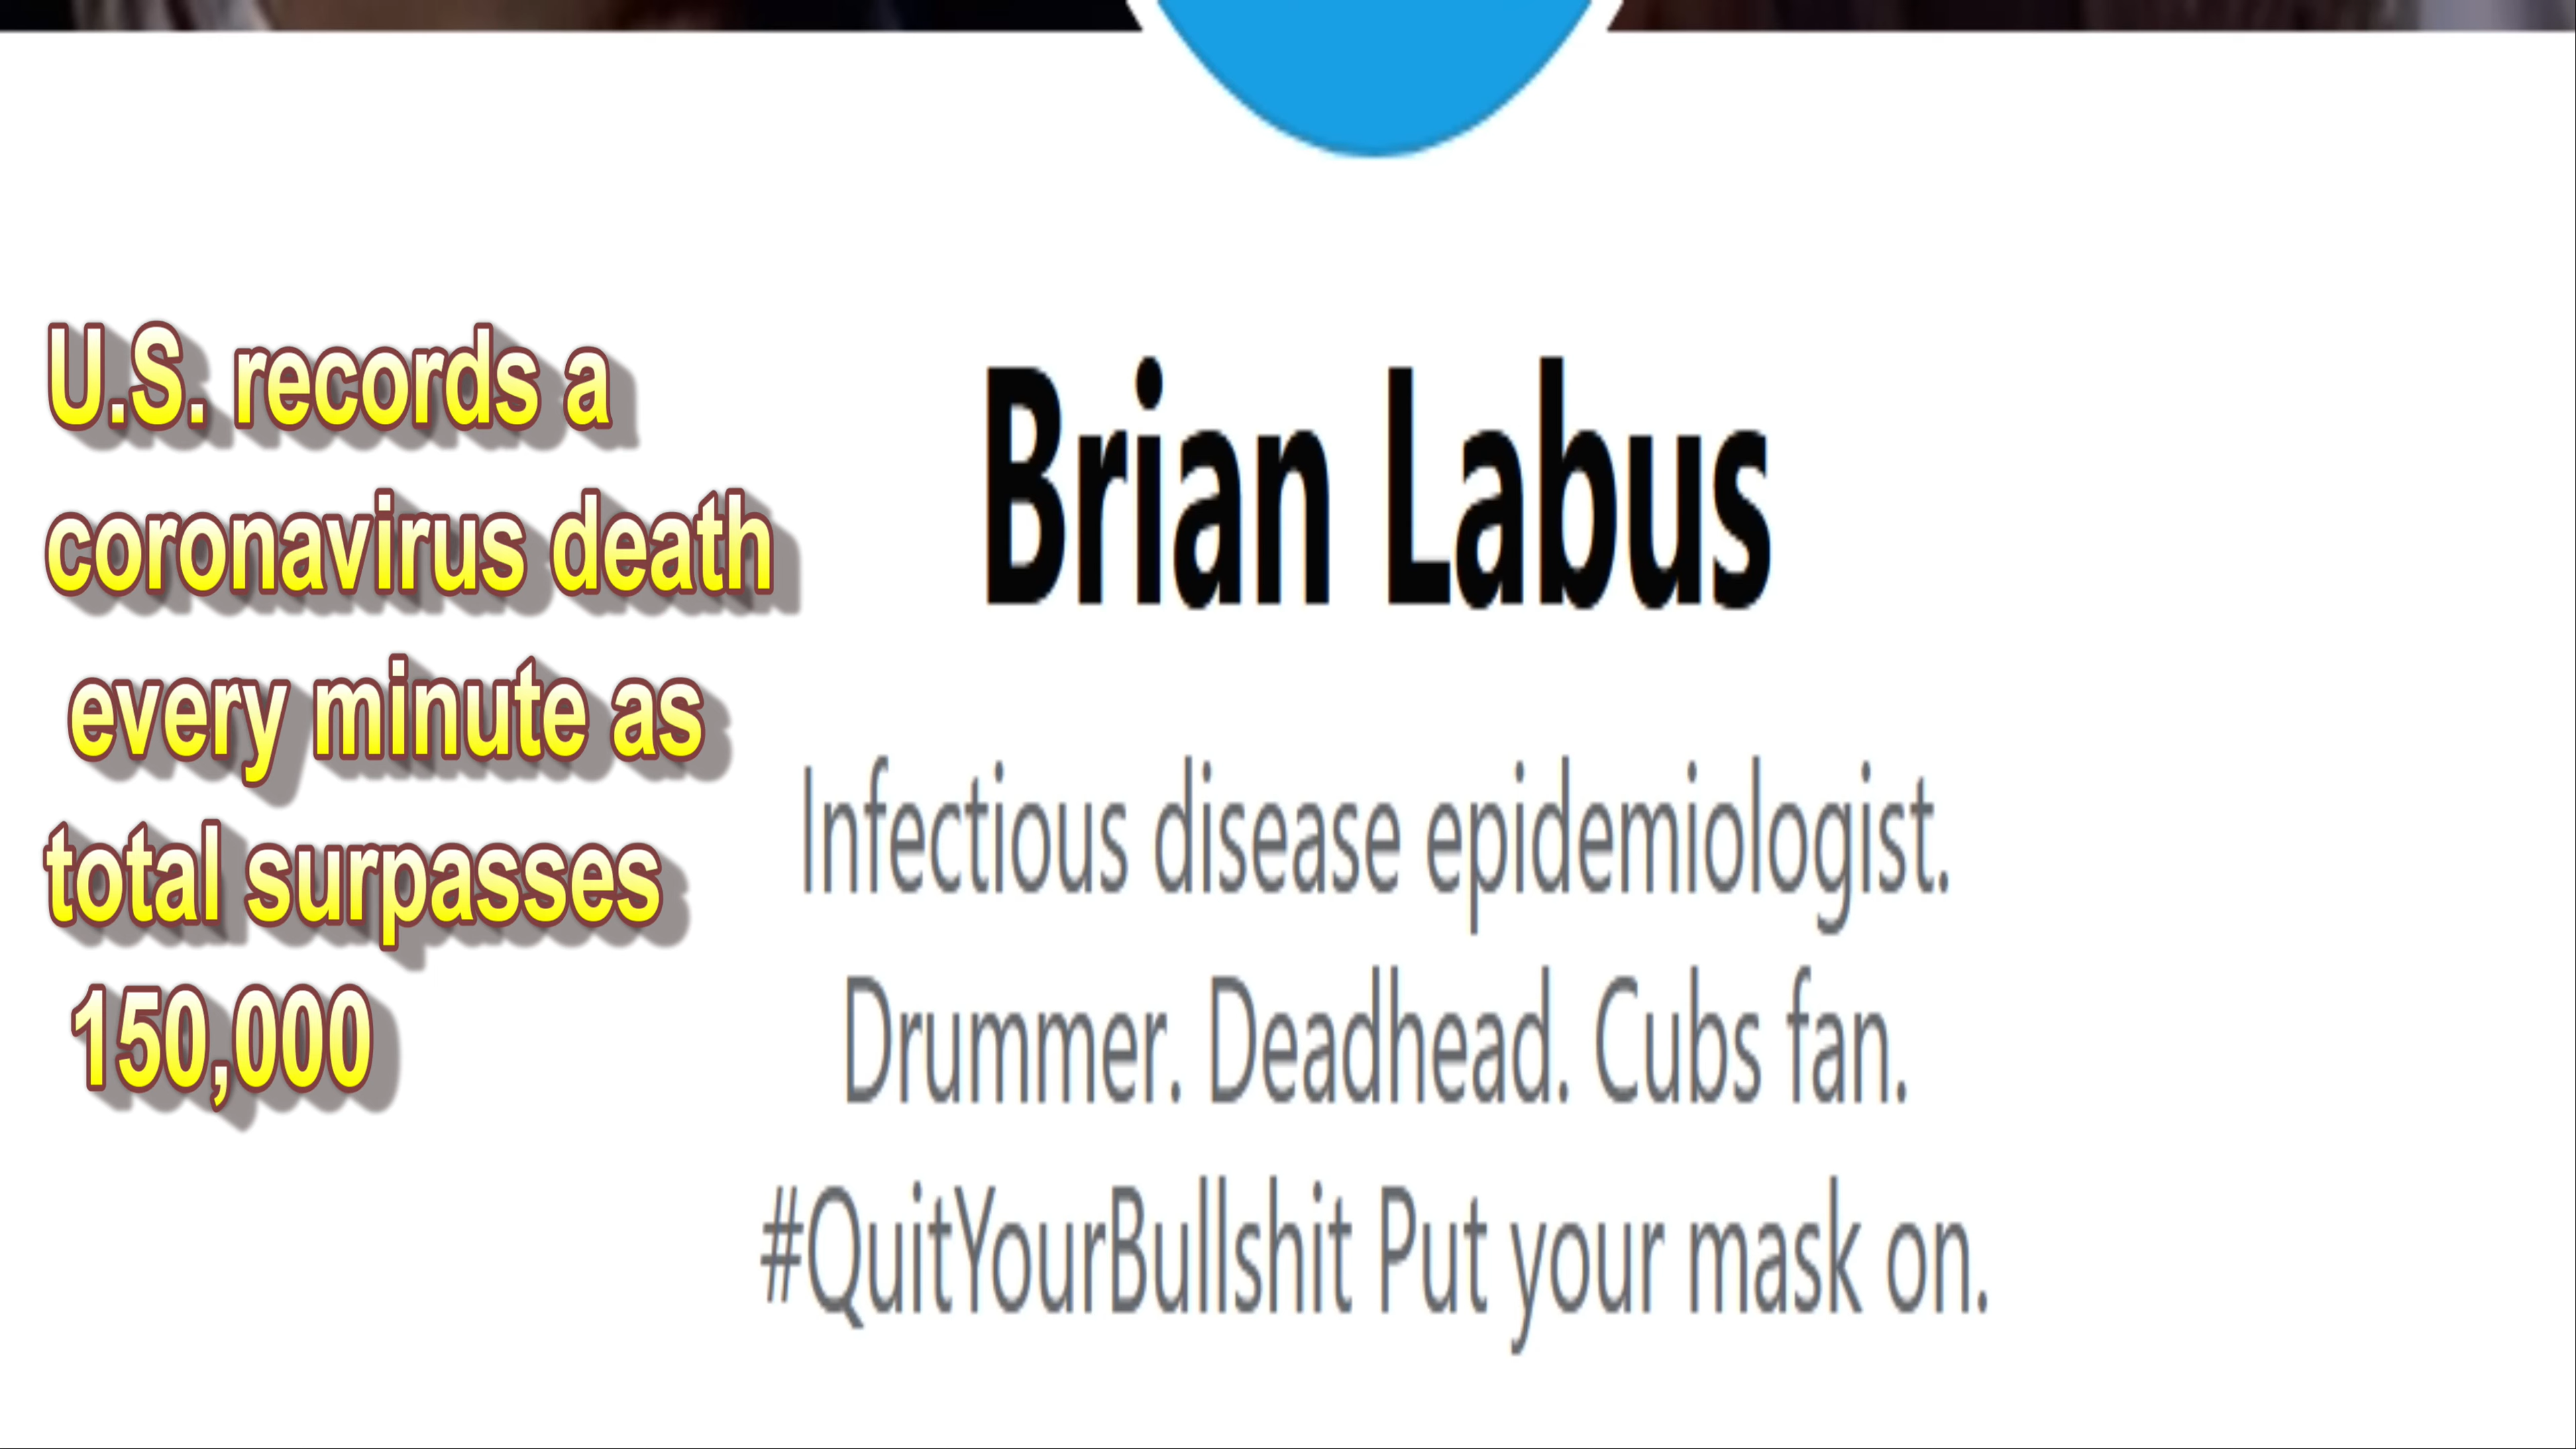 U.S. records a
coronavirus death
every minute as
total surpasses
150,000
Brian Labus
Infectious disease epidemiologist.
Drummer. Deadhead. Cubs fan.
#QuitYourBullshit Put your mask on.